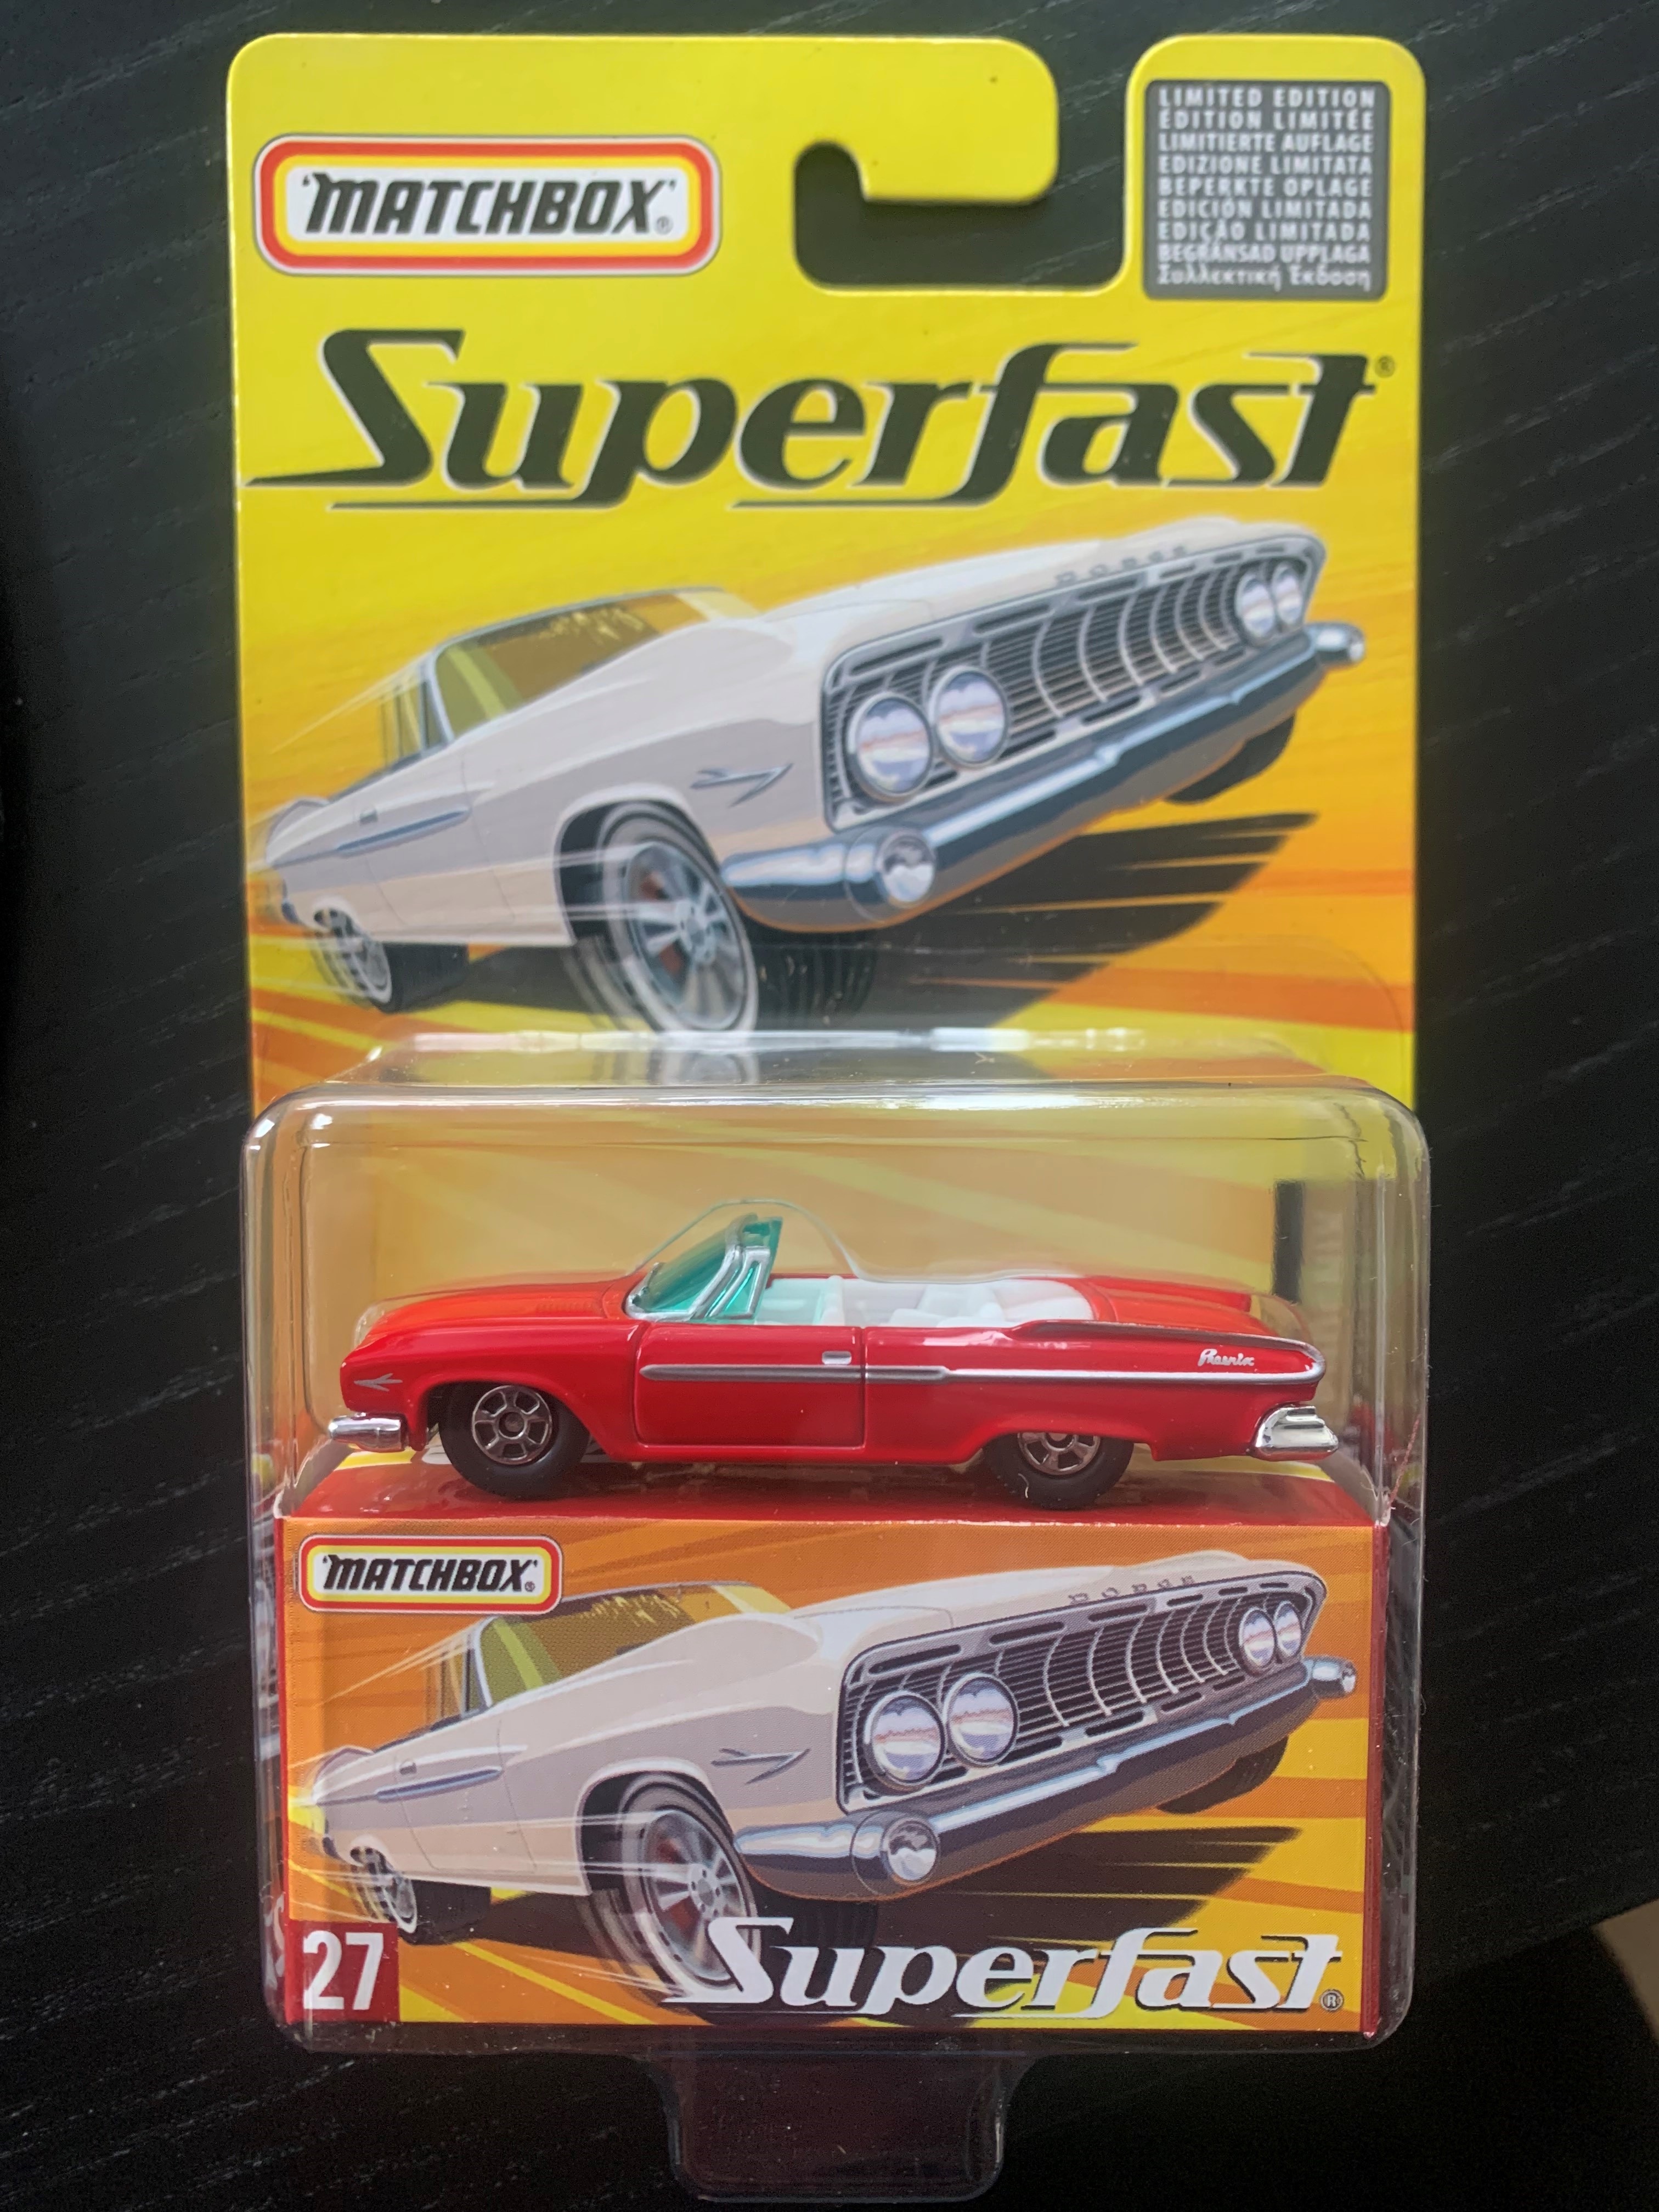 LIMITED EDITION
ÉDITION LIMITÉE
LIMITIERTE AUFLAGE
EDIZIONE LIMITATA
BEPERKTE OPLAGE
EDICIÓN LIMITADA
EDIÇÃO LIMITADA
BEGRÄNSAD UPPLAGA
Συλλεκτική Έκδοση
'MATCHBOX'®
Superfast®
DODGE
Phoenix
'MATCHBOX'®
DODGE
27
Superfast®